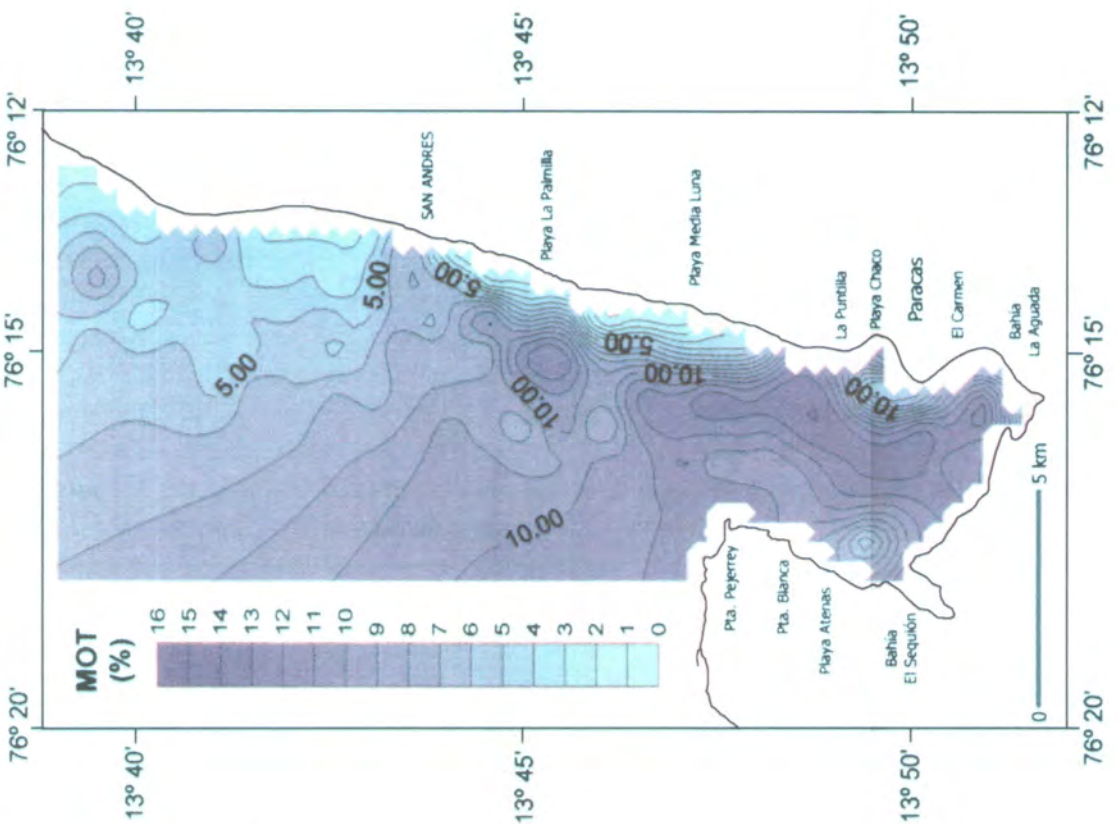 76º 20'
76º 15'
76º 12'
13º 40'
13º 40'
MOT
(%)
16
15
14
13
12
11
10
9
8
7
6
5
4
3
2
1
0
5.00
5.00
SAN ANDRES
5.00
13º 45'
13º 45'
Playa La Palmilla
10.00
10.00
5.00
10.00
Playa Media Luna
Pta. Pejerrey
Pta. Blanca
Playa Atenas
La Puntilla
Playa Chaco
10.00
Paracas
Bahia
El Sequión
13º 50'
13º 50'
El Carmen
Bahia
La Aguada
0
5 km
76º 20'
76º 15'
76º 12'